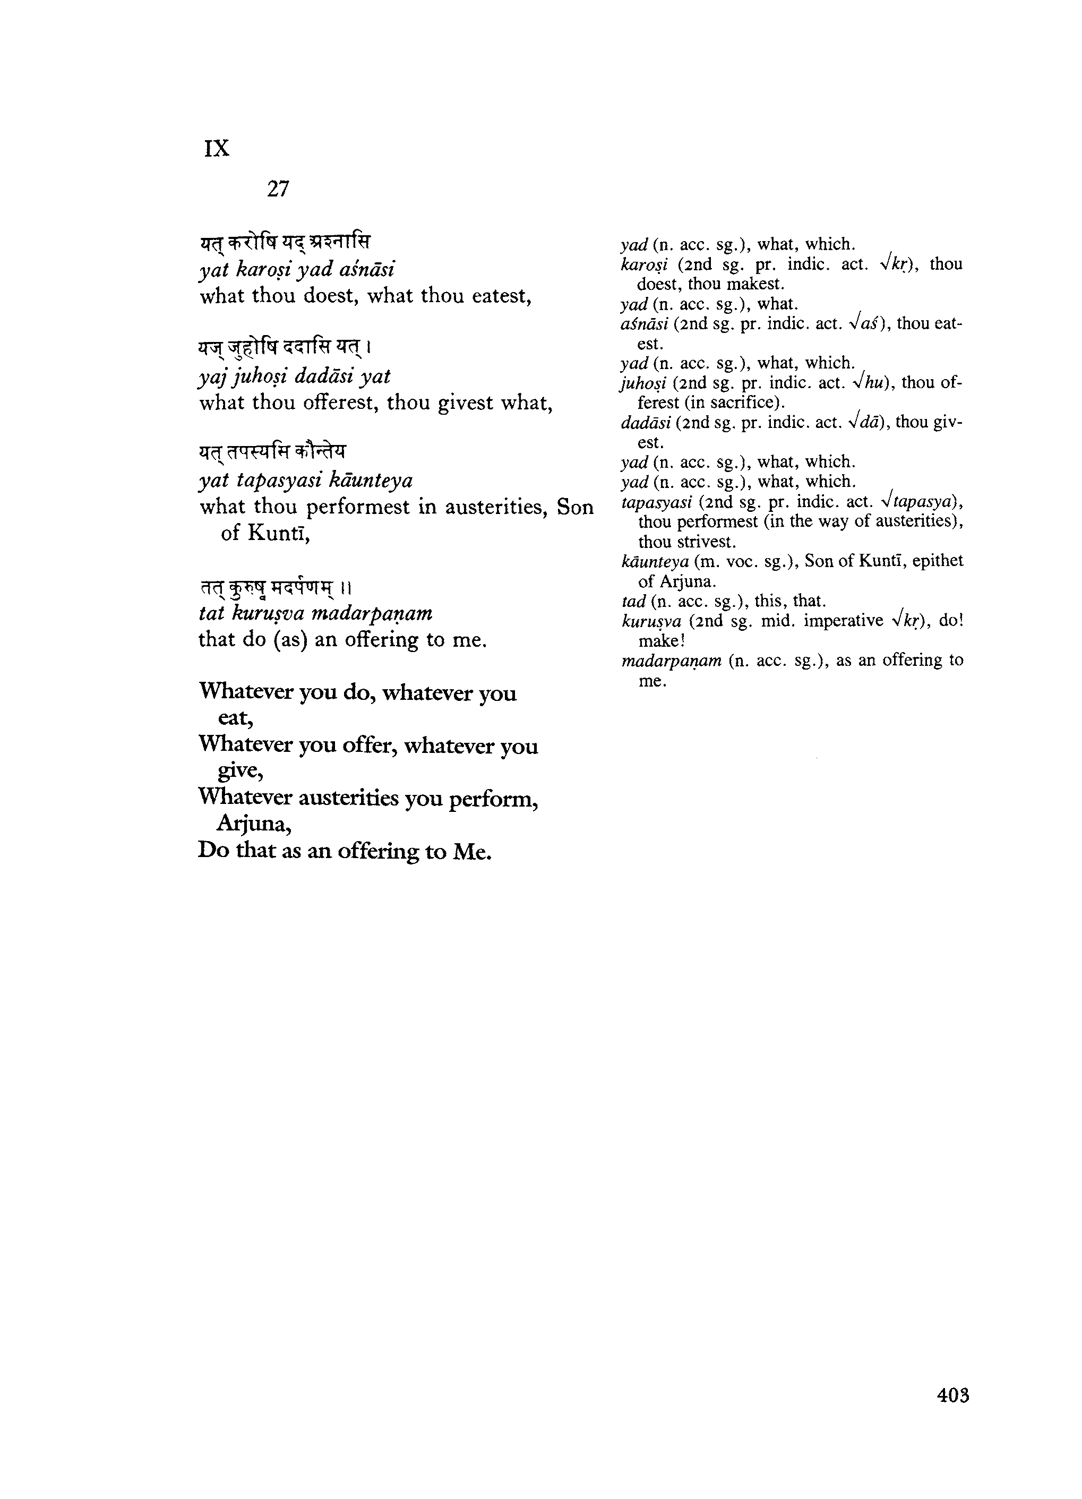 IX
27
यत् करोषि यद् अश्नासि
yat karoṣi yad aśnāsi
what thou doest, what thou eatest,
यज् जुहोषि ददासि यत् ।
yaj juhoṣi dadāsi yat
what thou offerest, thou givest what,
यत् तपस्यसि कौन्तेय
yat tapasyasi kāunteya
what thou performest in austerities, Son
of Kuntī,
तत् कुरुष्व मदर्पणम् ।।
tat kuruṣva madarpaṇam
that do (as) an offering to me.
Whatever you do, whatever you
eat,
Whatever you offer, whatever you
give,
Whatever austerities you perform,
Arjuna,
Do that as an offering to Me.
yad (n. acc. sg.), what, which.
karoṣi (2nd sg. pr. indic. act. √kṛ), thou
doest, thou makest.
yad (n. acc. sg.), what.
aśnāsi (2nd sg. pr. indic. act. √aś), thou eat-
est.
yad (n. acc. sg.), what, which.
juhoṣi (2nd sg. pr. indic. act. √hu), thou of-
ferest (in sacrifice).
dadāsi (2nd sg. pr. indic. act. √dā), thou giv-
est.
yad (n. acc. sg.), what, which.
yad (n. acc. sg.), what, which.
tapasyasi (2nd sg. pr. indic. act. √tapasya),
thou performest (in the way of austerities),
thou strivest.
kāunteya (m. voc. sg.), Son of Kuntī, epithet
of Arjuna.
tad (n. acc. sg.), this, that.
kuruṣva (2nd sg. mid. imperative √kṛ), do!
make!
madarpaṇam (n. acc. sg.), as an offering to
me.
403